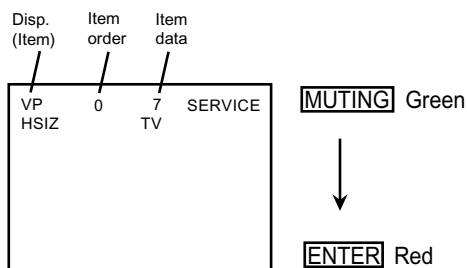 Disp. Item Item
(Item) order data
VP 0 7 SERVICE
HSIZ TV
MUTING Green
ENTER Red